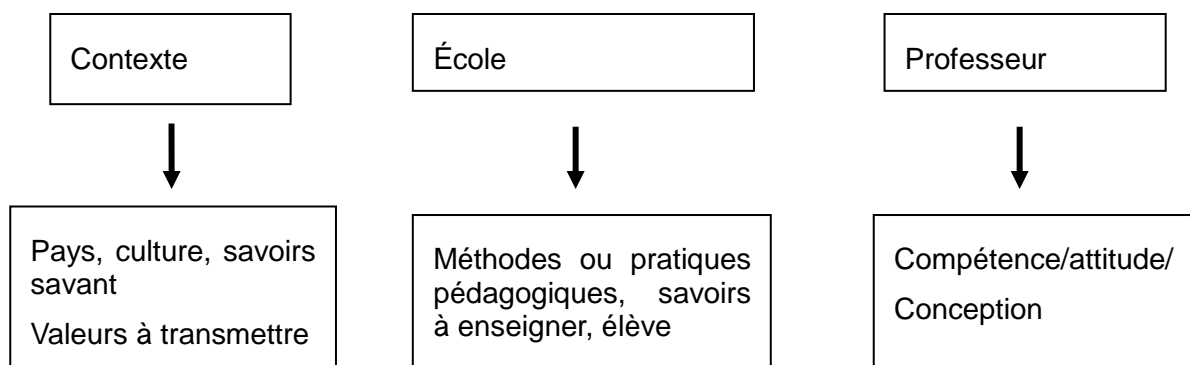 Contexte
École
Professeur
Pays, culture, savoirs
savant
Valeurs à transmettre
Méthodes ou pratiques
pédagogiques, savoirs
à enseigner, élève
Compétence/attitude/
Conception